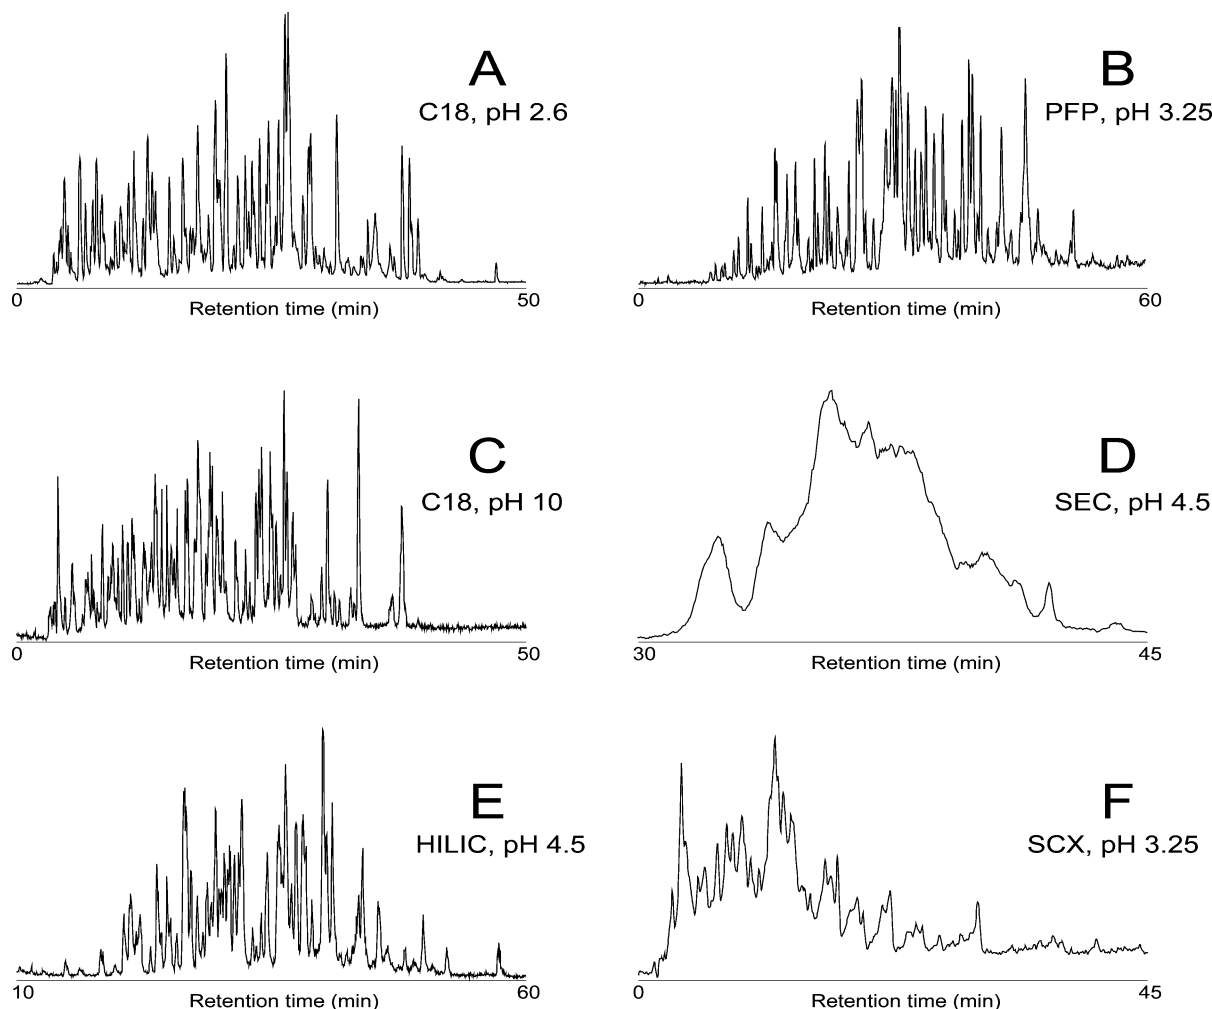 A
C18, pH 2.6
0
50
Retention time (min)
B
PFP, pH 3.25
0
60
Retention time (min)
C
C18, pH 10
0
50
Retention time (min)
D
SEC, pH 4.5
30
45
Retention time (min)
E
HILIC, pH 4.5
10
60
Retention time (min)
F
SCX, pH 3.25
0
45
Retention time (min)